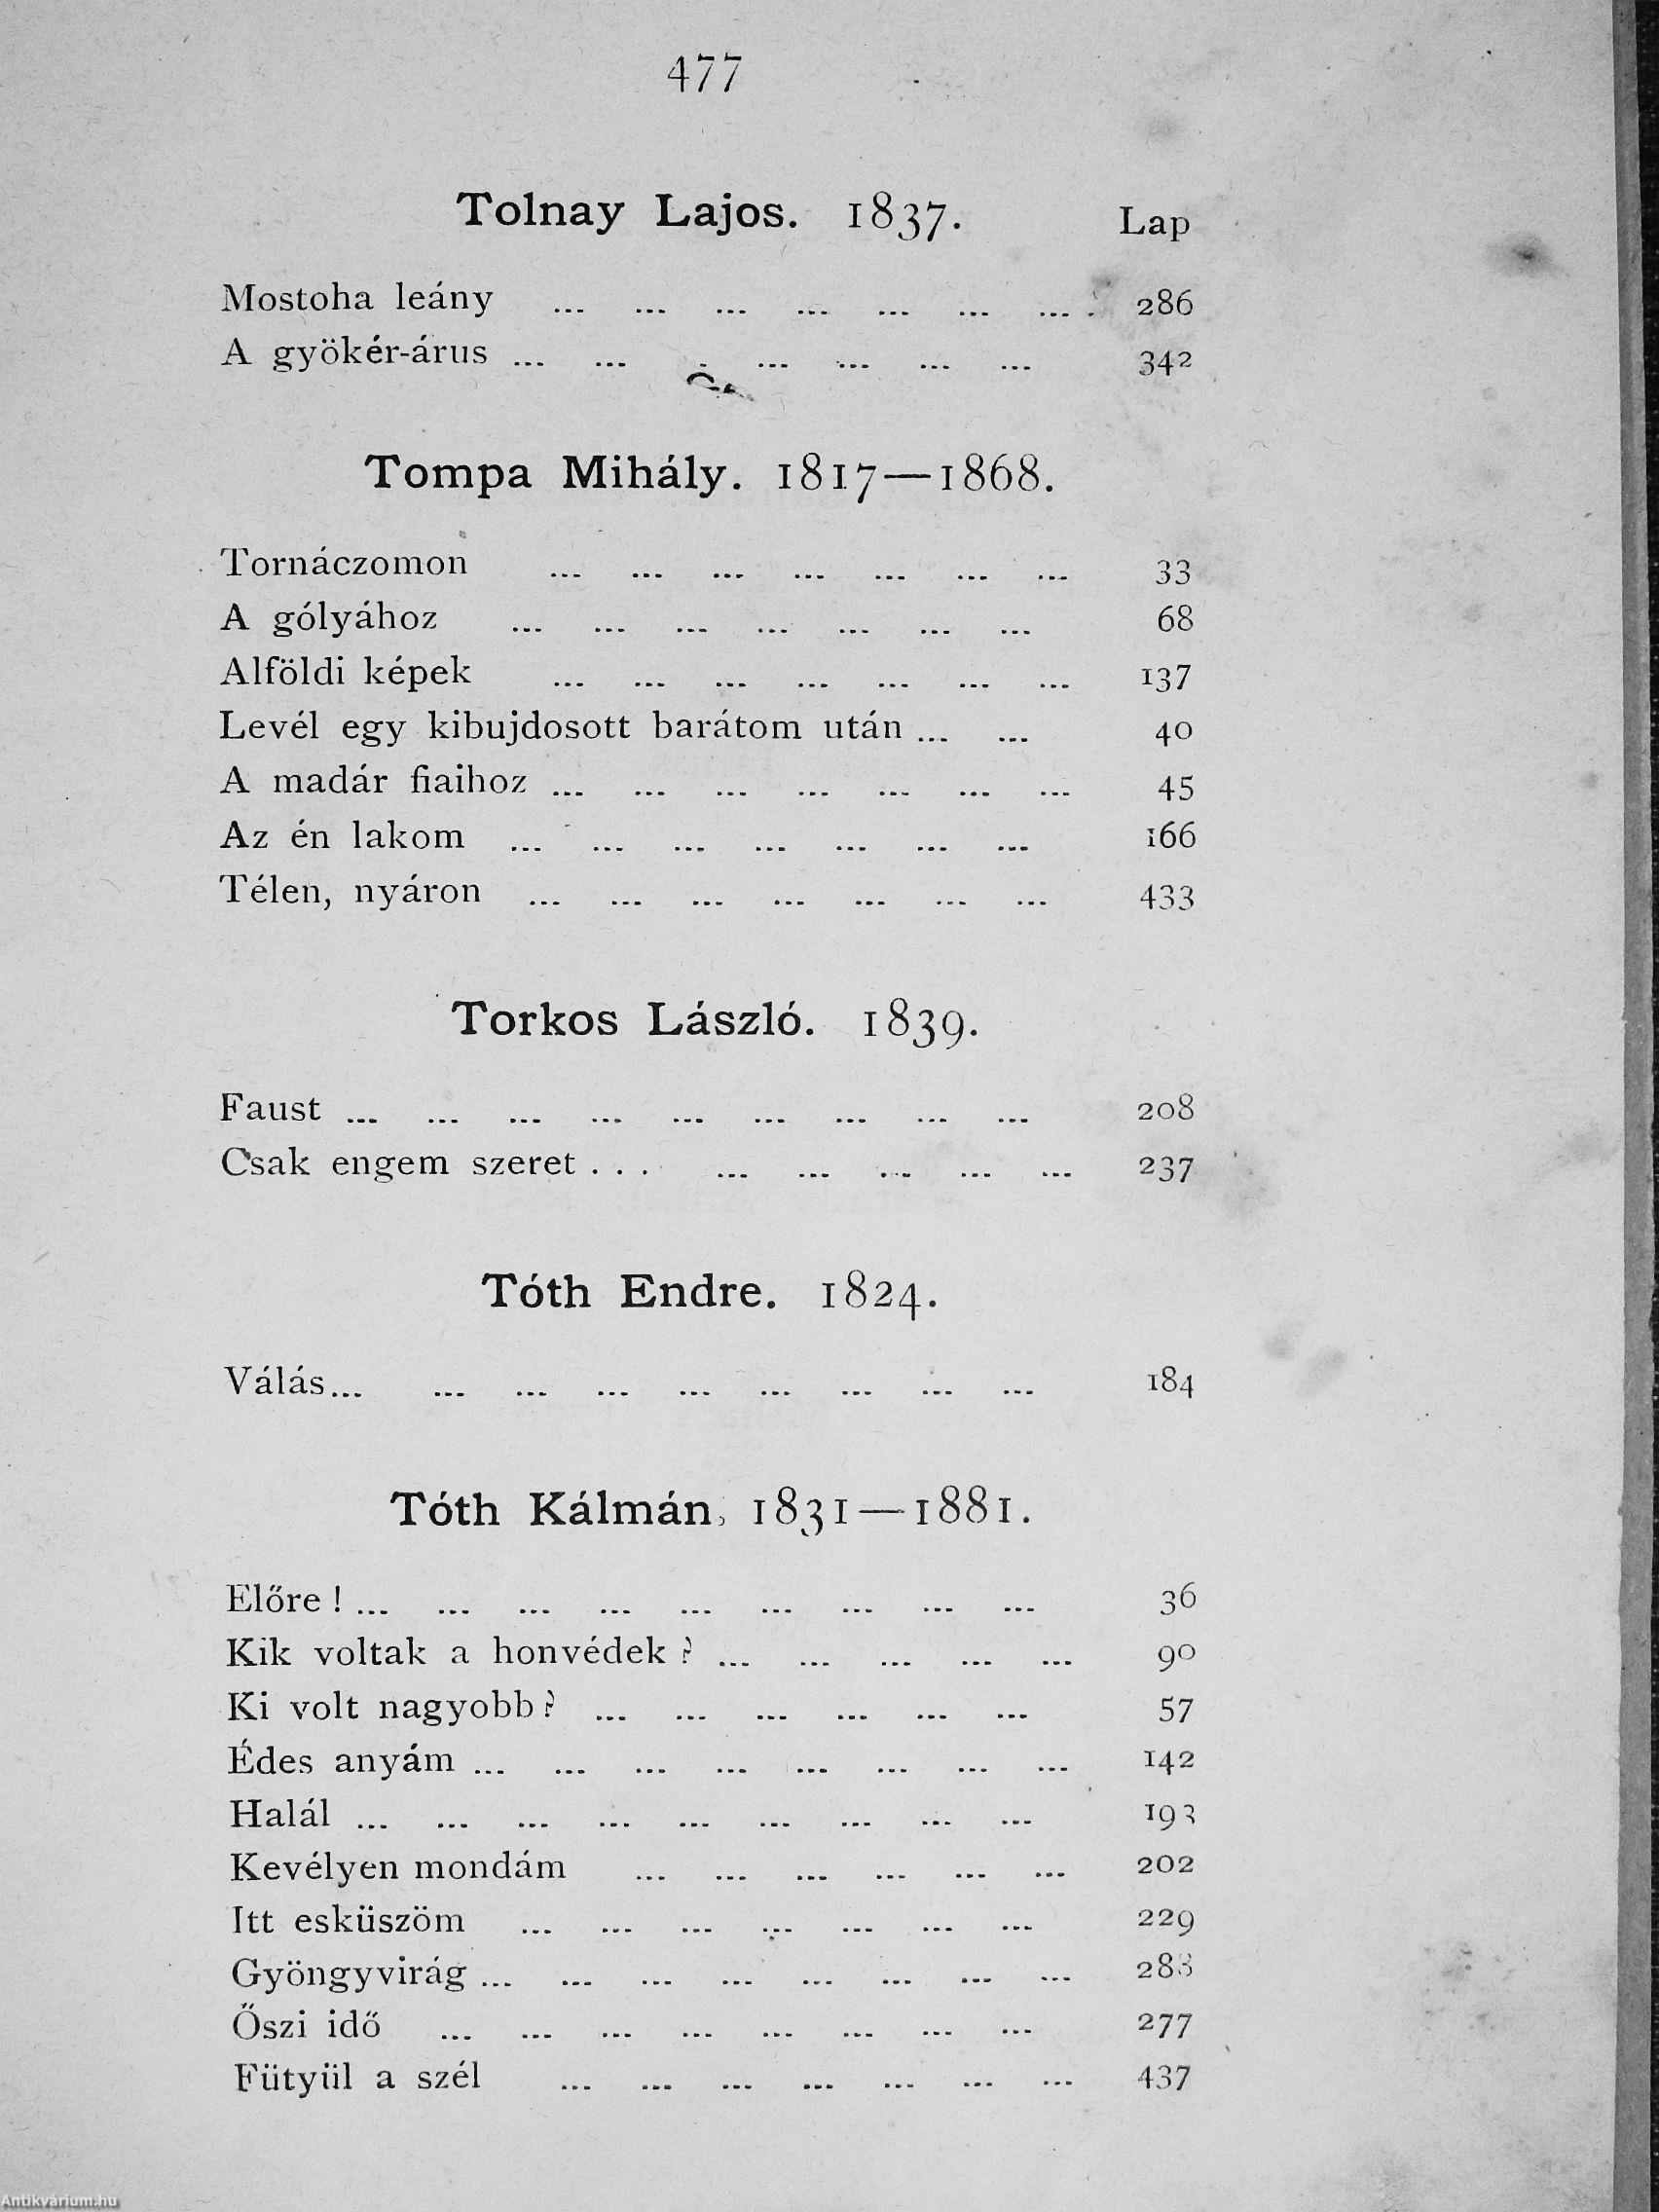 477
Tolnay Lajos. 1837. Lap
Mostoha leány ... ... ... ... ... ... ... 286
A gyökér-árus ... ... ... ... ... ... 342
Tompa Mihály. 1817—1868.
Tornáczomon ... ... ... ... ... ... ... 33
A gólyához ... ... ... ... ... ... ... 68
Alföldi képek ... ... ... ... ... ... ... 137
Levél egy kibujdosott barátom után ... ... 40
A madár fiaihoz ... ... ... ... ... ... ... 45
Az én lakom ... ... ... ... ... ... ... 166
Télen, nyáron ... ... ... ... ... ... ... 433
Torkos László. 1839.
Faust ... ... ... ... ... ... ... ... ... 208
Csak engem szeret . . . ... ... ... ... ... 237
Tóth Endre. 1824.
Válás... ... ... ... ... ... ... ... ... 184
Tóth Kálmán, 1831—1881.
Előre! ... ... ... ... ... ... ... ... ... 36
Kik voltak a honvédek? ... ... ... ... ... 90
Ki volt nagyobb? ... ... ... ... ... ... 57
Édes anyám ... ... ... ... ... ... ... ... 142
Halál ... ... ... ... ... ... ... ... ... 193
Kevélyen mondám ... ... ... ... ... ... 202
Itt esküszöm ... ... ... ... ... ... ... 229
Gyöngyvirág ... ... ... ... ... ... ... ...
Őszi idő ... ... ... ... ... ... ... ... 277
Fütyül a szél ... ... ... ... ... ... ... 437
Antikvarium.hu